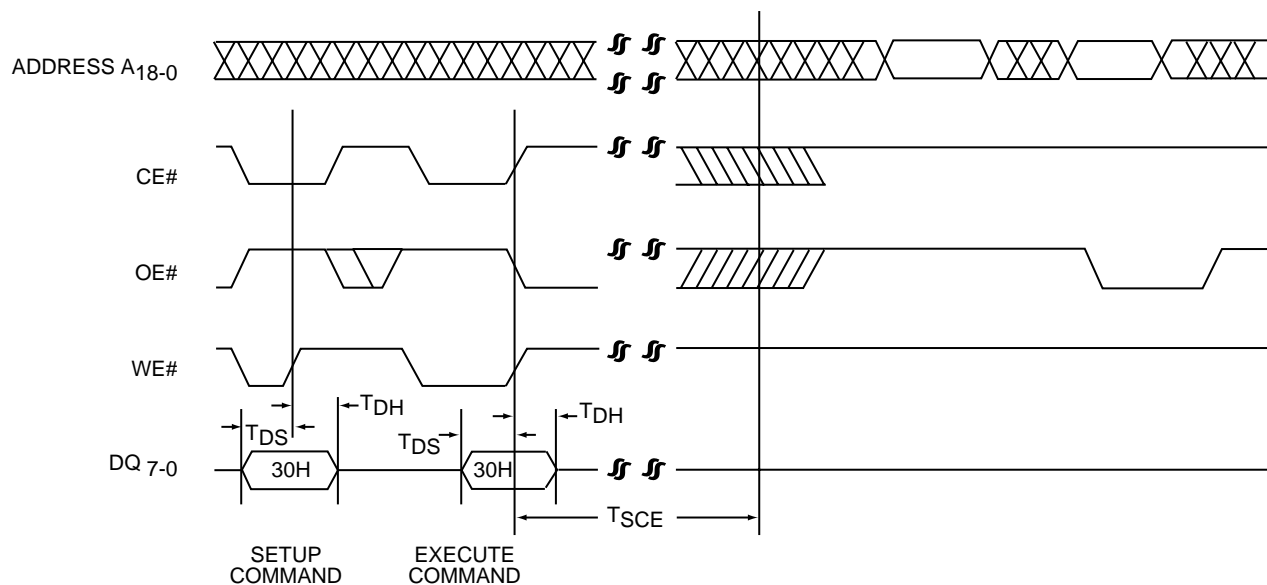 ADDRESS A18-0
CE#
OE#
WE#
TDH
TDS
TDH
TDS
DQ 7-0
30H
30H
TSCE
SETUP
COMMAND
EXECUTE
COMMAND